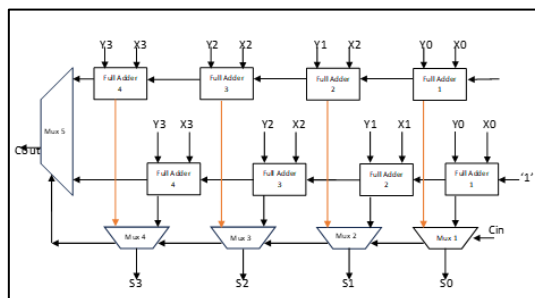 Y3 X3 Y2 X2 Y1 X2 Y0 X0
Full Adder 4 Full Adder 3 Full Adder 2 Full Adder 1
Mux 5
Cout
Y3 X3 Y2 X2 Y1 X1 Y0 X0
Full Adder 4 Full Adder 3 Full Adder 2 Full Adder 1 '1'
Cin
Mux 4 Mux 3 Mux 2 Mux 1
S3 S2 S1 S0